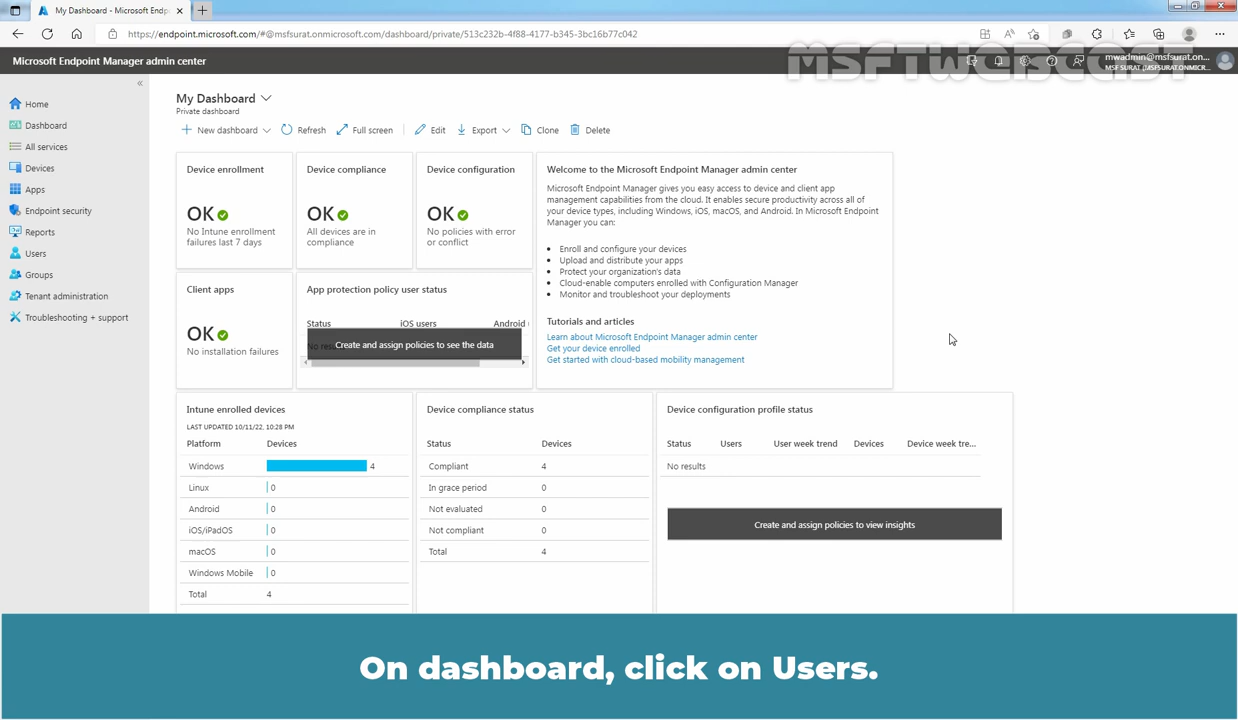 My Dashboard - Microsoft Endp
https://endpoint.microsoft.com/#@msfsurat.onmicrosoft.com/dashboard/private/513c232b-4f88-4177-b345-3bc16b77c042
MSFTWEBCAST
Microsoft Endpoint Manager admin center
mwadmin@msfsurat.on...
MSF SURAT (MSFSURAT.ONMICR...
Home
Dashboard
All services
Devices
Apps
Endpoint security
Reports
Users
Groups
Tenant administration
Troubleshooting + support
My Dashboard
Private dashboard
New dashboard Refresh Full screen Edit Export Clone Delete
Device enrollment
OK
No Intune enrollment
failures last 7 days
Device compliance
OK
All devices are in
compliance
Device configuration
OK
No policies with error
or conflict
Welcome to the Microsoft Endpoint Manager admin center
Microsoft Endpoint Manager gives you easy access to device and client app
management capabilities from the cloud. It enables secure productivity across all of
your device types, including Windows, iOS, macOS, and Android. In Microsoft Endpoint
Manager you can:
Enroll and configure your devices
Upload and distribute your apps
Protect your organization's data
Cloud-enable computers enrolled with Configuration Manager
Monitor and troubleshoot your deployments
Tutorials and articles
Learn about Microsoft Endpoint Manager admin center
Get your device enrolled
Get started with cloud-based mobility management
Client apps
OK
No installation failures
App protection policy user status
Status iOS users Android
No resu
Create and assign policies to see the data
Intune enrolled devices
LAST UPDATED 10/11/22, 10:28 PM
Platform Devices
Windows 4
Linux 0
Android 0
iOS/iPadOS 0
macOS 0
Windows Mobile 0
Total 4
Device compliance status
Status Devices
Compliant 4
In grace period 0
Not evaluated 0
Not compliant 0
Total 4
Device configuration profile status
Status Users User week trend Devices Device week tre...
No results
Create and assign policies to view insights
On dashboard, click on Users.